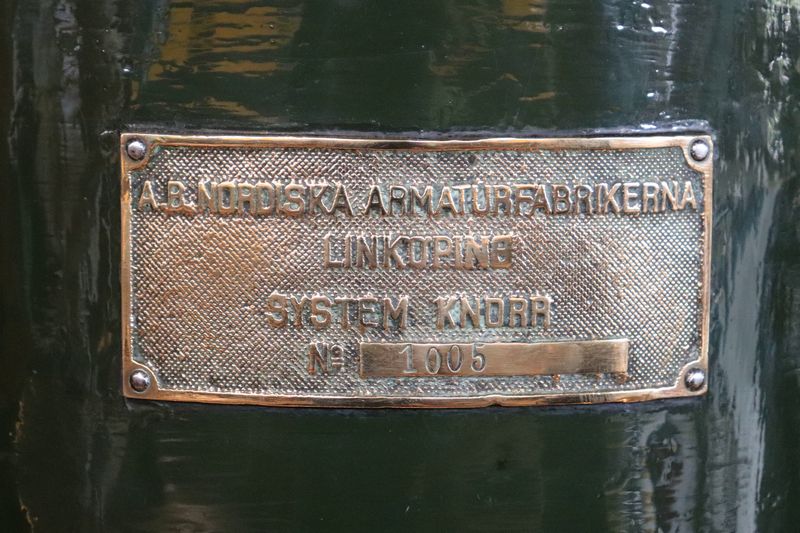 A.B. NORDISKA ARMATURFABRIKERNA
LINKÖPING
SYSTEM KNORR
Nº 1005